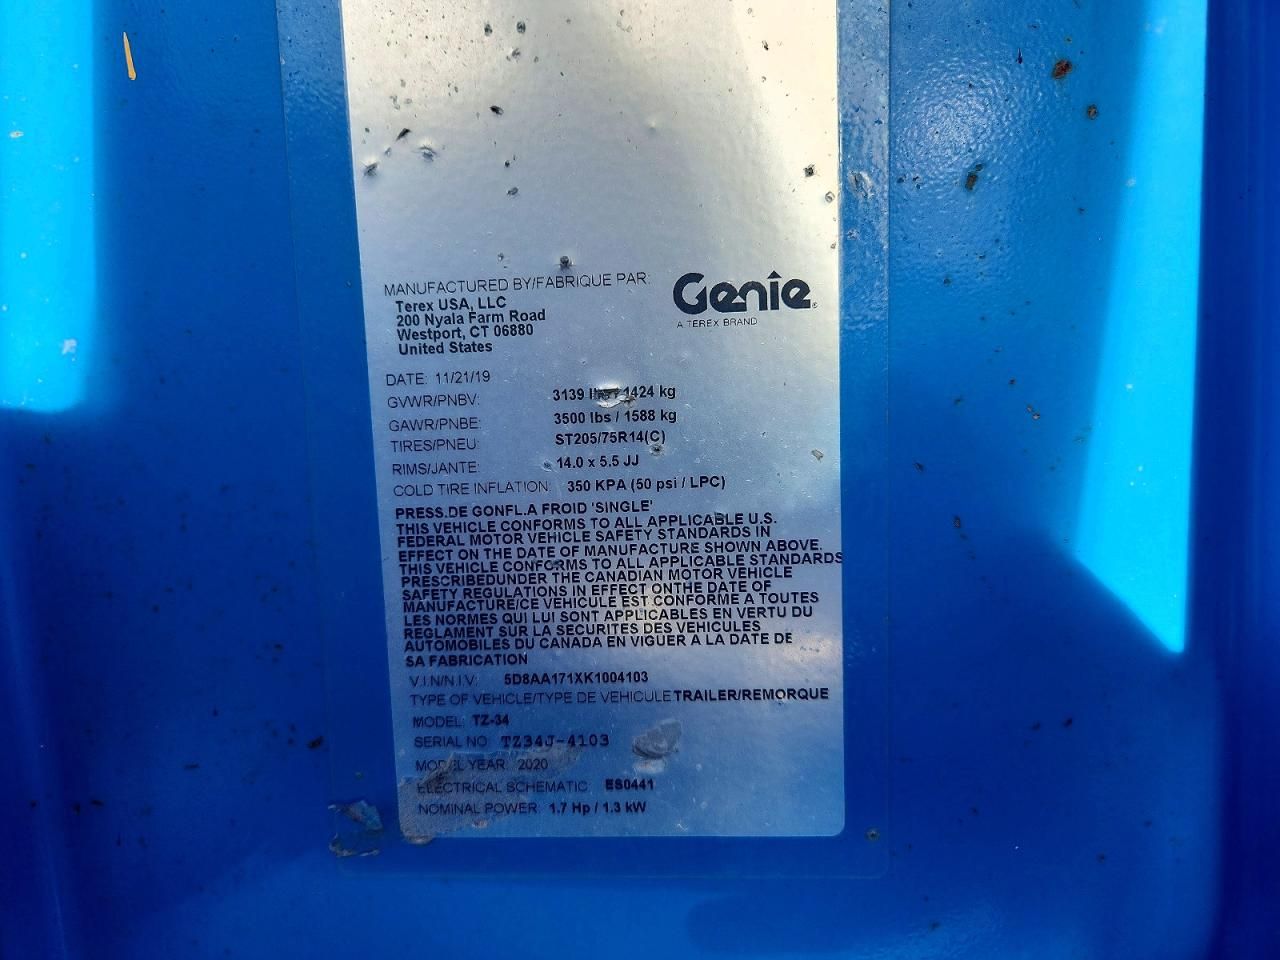 MANUFACTURED BY/FABRIQUE PAR:
Genie
A TEREX BRAND
Terex USA, LLC
200 Nyala Farm Road
Westport, CT 06880
United States
DATE: 11/21/19
GVWR/PNBV: 3139 1424 kg
GAWR/PNBE: 3500 lbs / 1588 kg
TIRES/PNEU: ST205/75R14(C)
RIMS/JANTE: 14.0 x 5.5 JJ
COLD TIRE INFLATION: 350 KPA (50 psi / LPC)
PRESS.DE GONFL.A FROID 'SINGLE'
THIS VEHICLE CONFORMS TO ALL APPLICABLE U.S.
FEDERAL MOTOR VEHICLE SAFETY STANDARDS IN
EFFECT ON THE DATE OF MANUFACTURE SHOWN ABOVE.
THIS VEHICLE CONFORMS TO ALL APPLICABLE STANDARDS
PRESCRIBEDUNDER THE CANADIAN MOTOR VEHICLE
SAFETY REGULATIONS IN EFFECT ONTHE DATE OF
MANUFACTURE/CE VEHICULE EST CONFORME A TOUTES
LES NORMES QUI LUI SONT APPLICABLES EN VERTU DU
REGLAMENT SUR LA SECURITES DES VEHICULES
AUTOMOBILES DU CANADA EN VIGUER A LA DATE DE
SA FABRICATION
V.I.N/N.I.V: 5D8AA171XK1004103
TYPE OF VEHICLE/TYPE DE VEHICULE TRAILER/REMORQUE
MODEL: TZ-34
SERIAL NO: TZ34J-4103
MODEL YEAR: 2020
ELECTRICAL SCHEMATIC: ES0441
NOMINAL POWER: 1.7 Hp / 1.3 kW